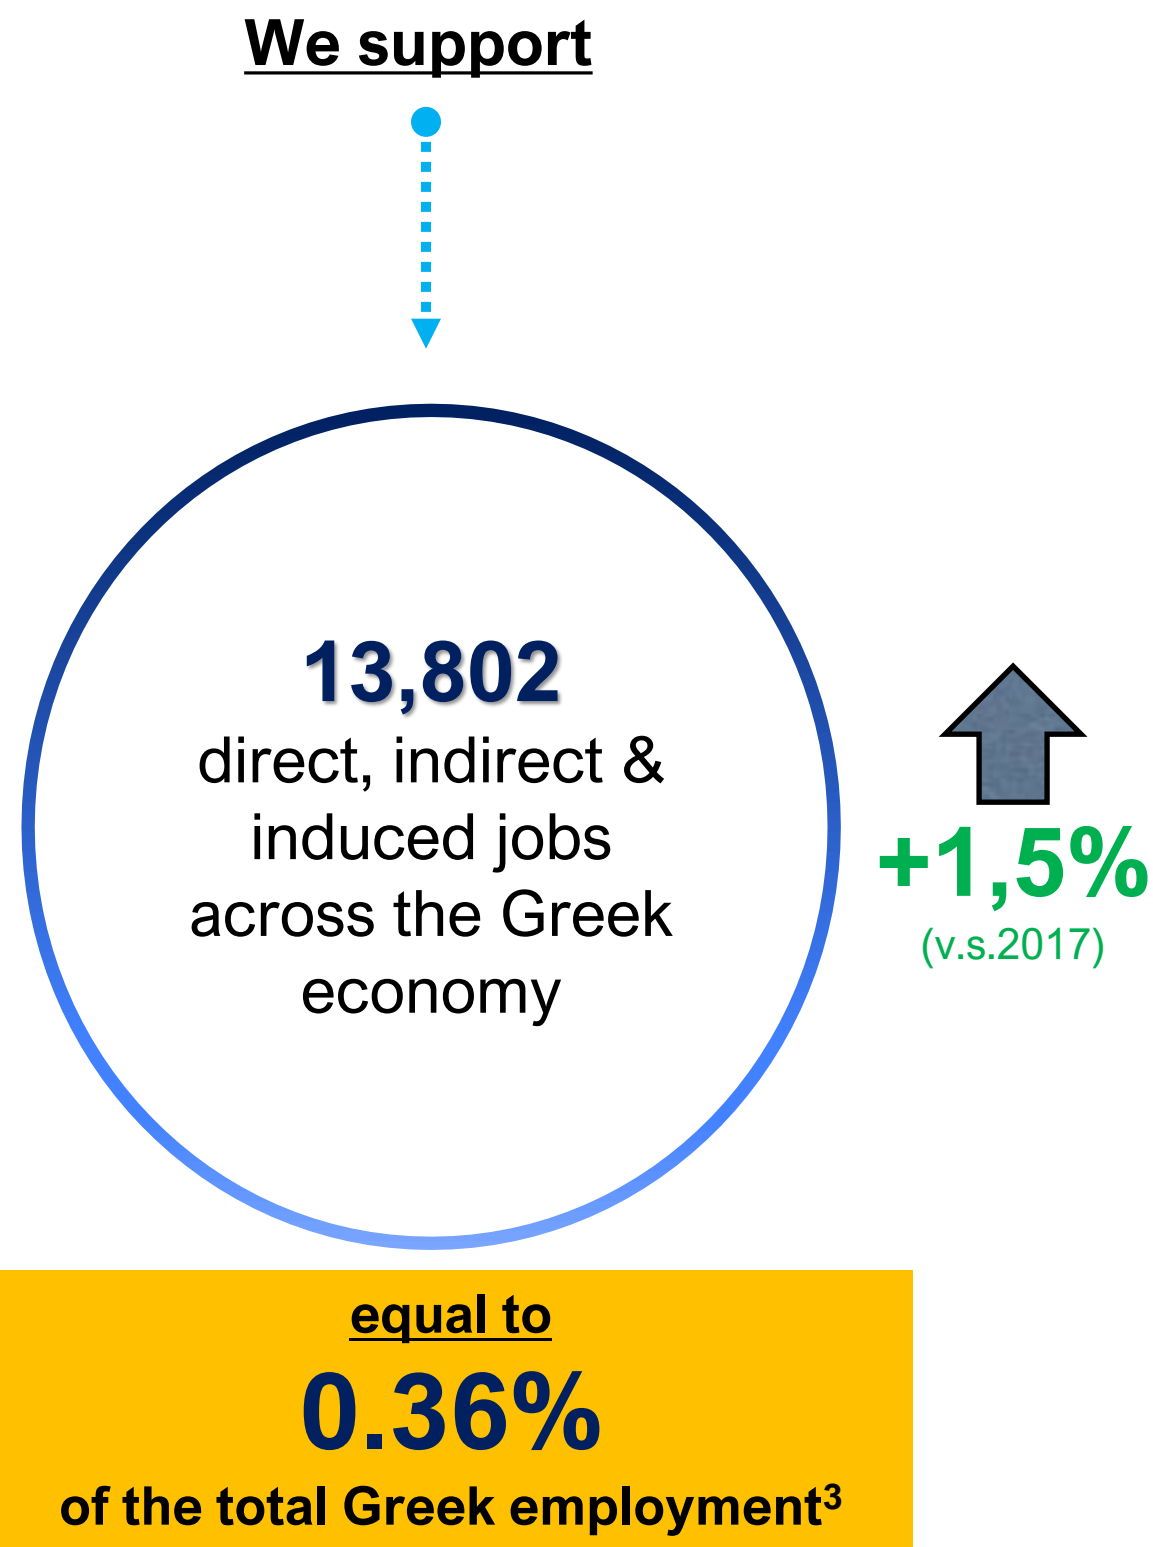 We support
13,802
direct, indirect &
induced jobs
across the Greek
economy
+1,5%
(v.s.2017)
equal to
0.36%
of the total Greek employment³